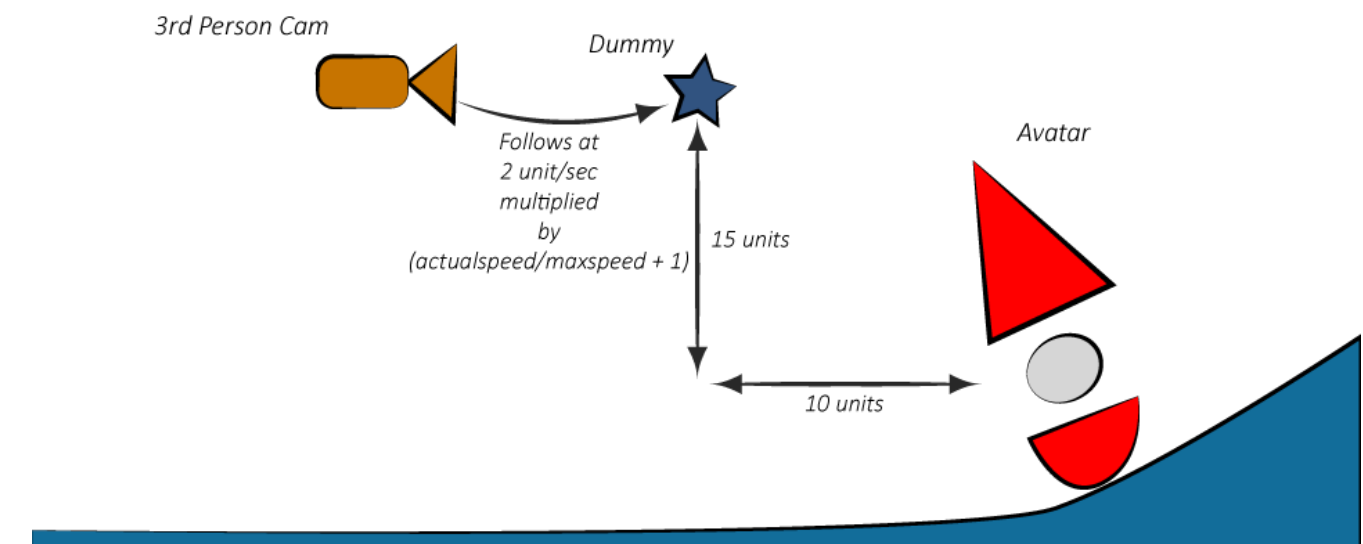 3rd Person Cam
Dummy
Avatar
Follows at
2 unit/sec
multiplied
by
(actualspeed/maxspeed + 1)
15 units
10 units